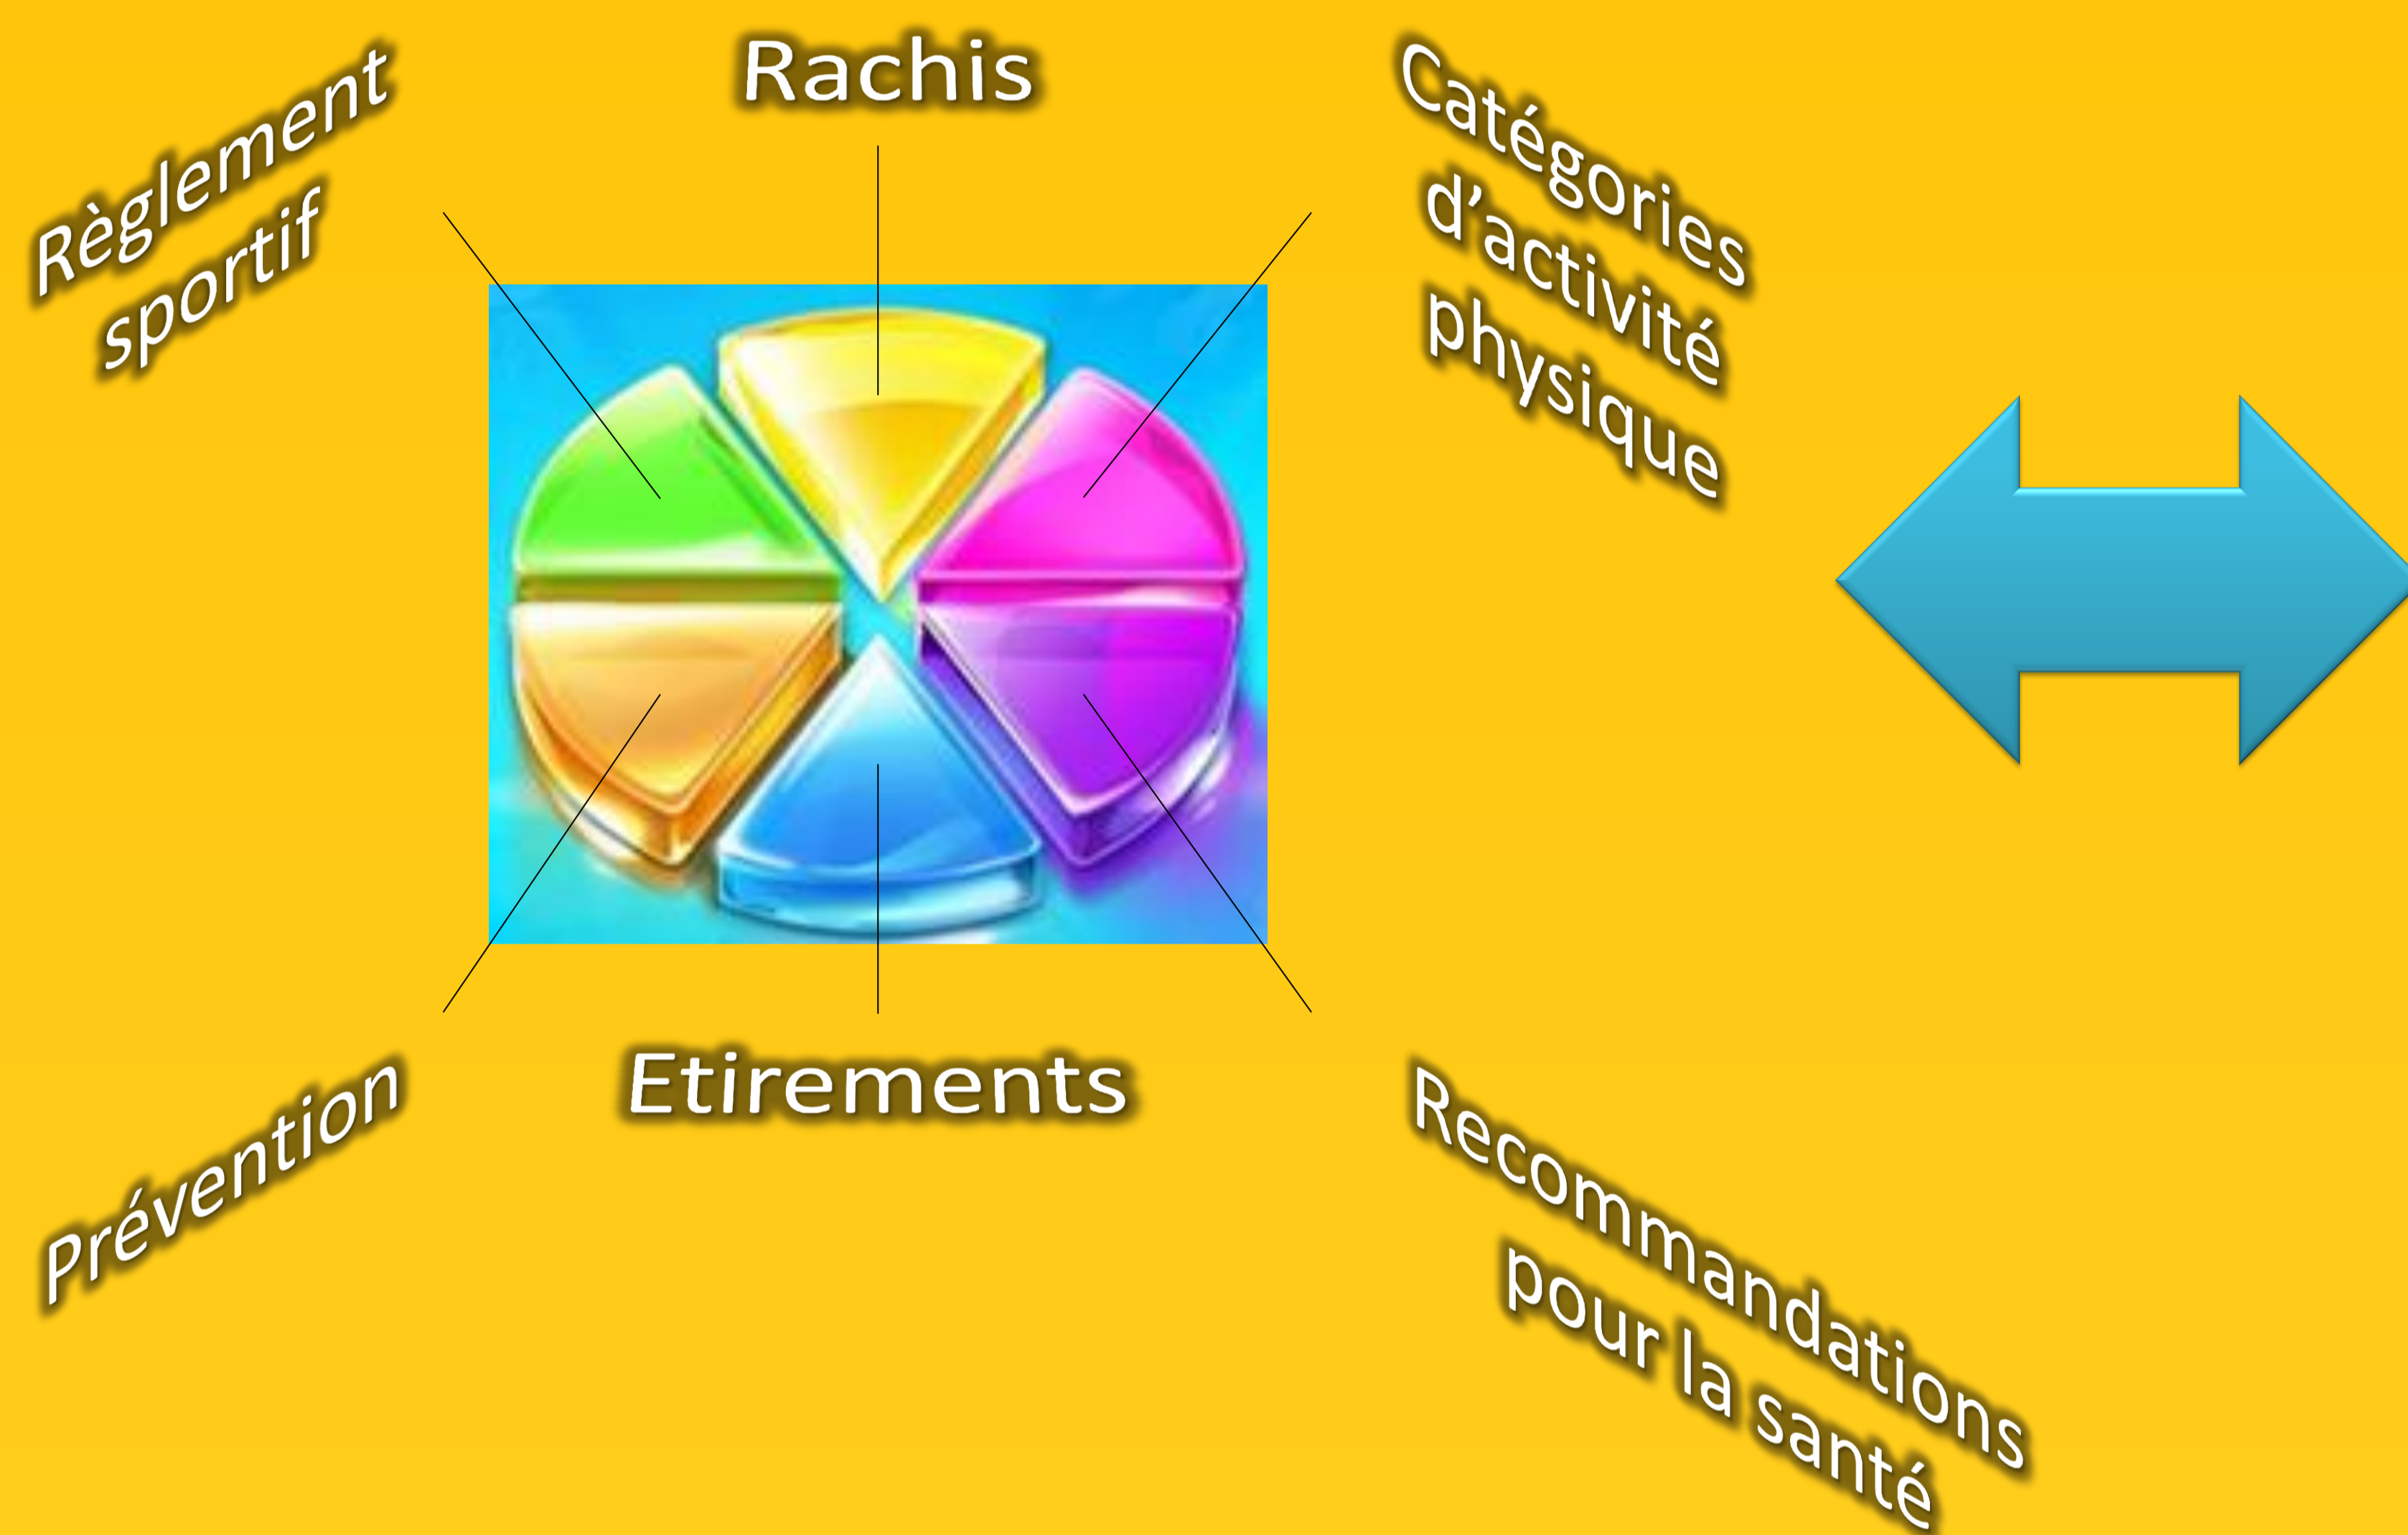 Règlement
sportif
Rachis
Catégories
d'activité
physique
Prévention
Etirements
Recommandations
pour la santé